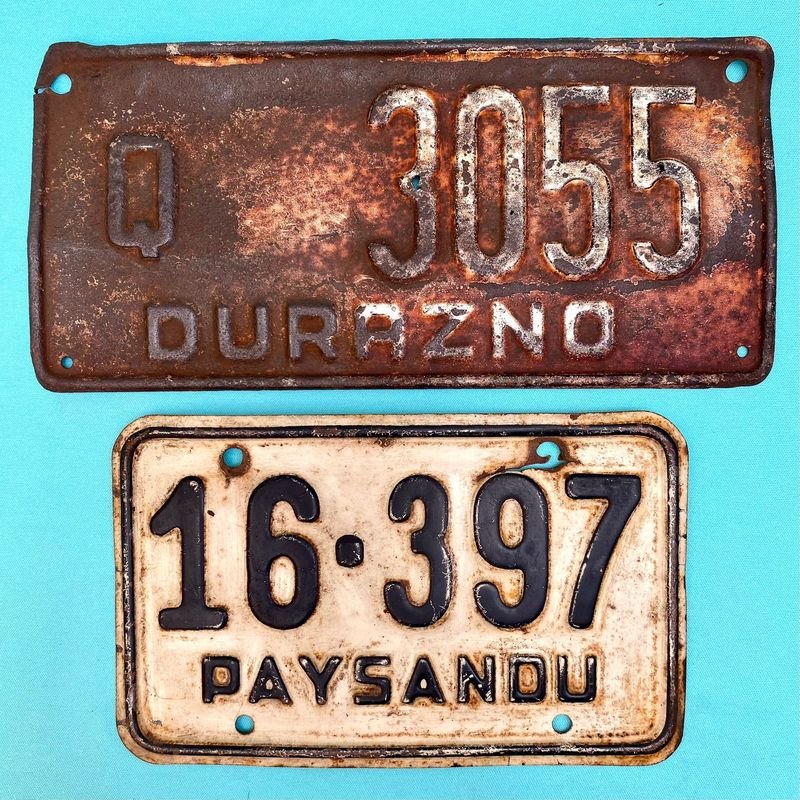 Q 3055
DURAZNO
16·397
PAYSANDU